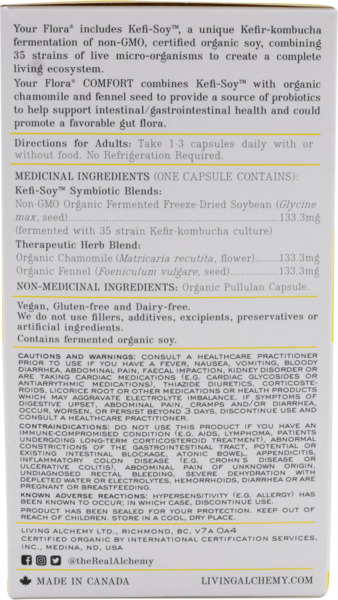 Your Flora® includes Kefi-Soy™, a unique Kefir-kombucha
fermentation of non-GMO, certified organic soy, combining
35 strains of live micro-organisms to create a complete
living ecosystem.
Your Flora® COMFORT combines Kefi-Soy™ with organic
chamomile and fennel seed to provide a source of probiotics
to help support intestinal/gastrointestinal health and could
promote a favorable gut flora.
Directions for Adults: Take 1-3 capsules daily with or
without food. No Refrigeration Required.
MEDICINAL INGREDIENTS (ONE CAPSULE CONTAINS):
Kefi-Soy™ Symbiotic Blends:
Non-GMO Organic Fermented Freeze-Dried Soybean (Glycine
max, seed)..........133.3mg
(fermented with 35 strain Kefir-kombucha culture)
Therapeutic Herb Blend:
Organic Chamomile (Matricaria recutita, flower)..........133.3mg
Organic Fennel (Foeniculum vulgare, seed)..........133.3mg
NON-MEDICINAL INGREDIENTS: Organic Pullulan Capsule.
Vegan, Gluten-free and Dairy-free.
We do not use fillers, additives, excipients, preservatives or
artificial ingredients.
Contains fermented organic soy.
CAUTIONS AND WARNINGS: CONSULT A HEALTHCARE PRACTITIONER
PRIOR TO USE IF YOU HAVE A FEVER, NAUSEA, VOMITING, BLOODY
DIARRHEA, ABDOMINAL PAIN, FAECAL IMPACTION, KIDNEY DISORDER OR
ARE TAKING CARDIAC MEDICATIONS (E.G. CARDIAC GLYCOSIDES OR
ANTIARRYTHMIC MEDICATIONS), THIAZIDE DIURETICS, CORTICOSTE-
ROIDS, LICORICE ROOT OR OTHER MEDICATIONS OR HEALTH PRODUCTS
WHICH MAY AGGRAVATE ELECTROLYTE IMBALANCE. IF SYMPTOMS OF
DIGESTIVE UPSET, ABDOMINAL PAIN, CRAMPS AND/OR DIARRHEA,
OCCUR, WORSEN, OR PERSIST BEYOND 3 DAYS, DISCONTINUE USE AND
CONSULT A HEALTHCARE PRACTITIONER.
CONTRAINDICATIONS: DO NOT USE THIS PRODUCT IF YOU HAVE AN
IMMUNE-COMPROMISED CONDITION (E.G. AIDS, LYMPHOMA, PATIENTS
UNDERGOING LONG-TERM CORTICOSTEROID TREATMENT), ABNORMAL
CONSTRICTIONS OF THE GASTROINTESTINAL TRACT, POTENTIAL OR
EXISTING INTESTINAL BLOCKAGE, ATONIC BOWEL, APPENDICITIS,
INFLAMMATORY COLON DISEASE (E.G. CROHN'S DISEASE OR
ULCERATIVE COLITIS), ABDOMINAL PAIN OF UNKNOWN ORIGIN,
UNDIAGNOSED RECTAL BLEEDING, SEVERE DEHYDRATION WITH
DEPLETED WATER OR ELECTROLYTES, HEMORRHOIDS, DIARRHEA OR ARE
PREGNANT OR BREASTFEEDING.
KNOWN ADVERSE REACTIONS: HYPERSENSITIVITY (E.G. ALLERGY) HAS
BEEN KNOWN TO OCCUR; IN WHICH CASE, DISCONTINUE USE.
PRODUCT HAS BEEN SEALED FOR YOUR PROTECTION. KEEP OUT OF
REACH OF CHILDREN. STORE IN A COOL, DRY PLACE.
LIVING ALCHEMY LTD., RICHMOND, BC, V7A 0A4
CERTIFIED ORGANIC BY INTERNATIONAL CERTIFICATION SERVICES,
INC., MEDINA, ND, USA
@theRealAlchemy
MADE IN CANADA
LIVINGALCHEMY.COM